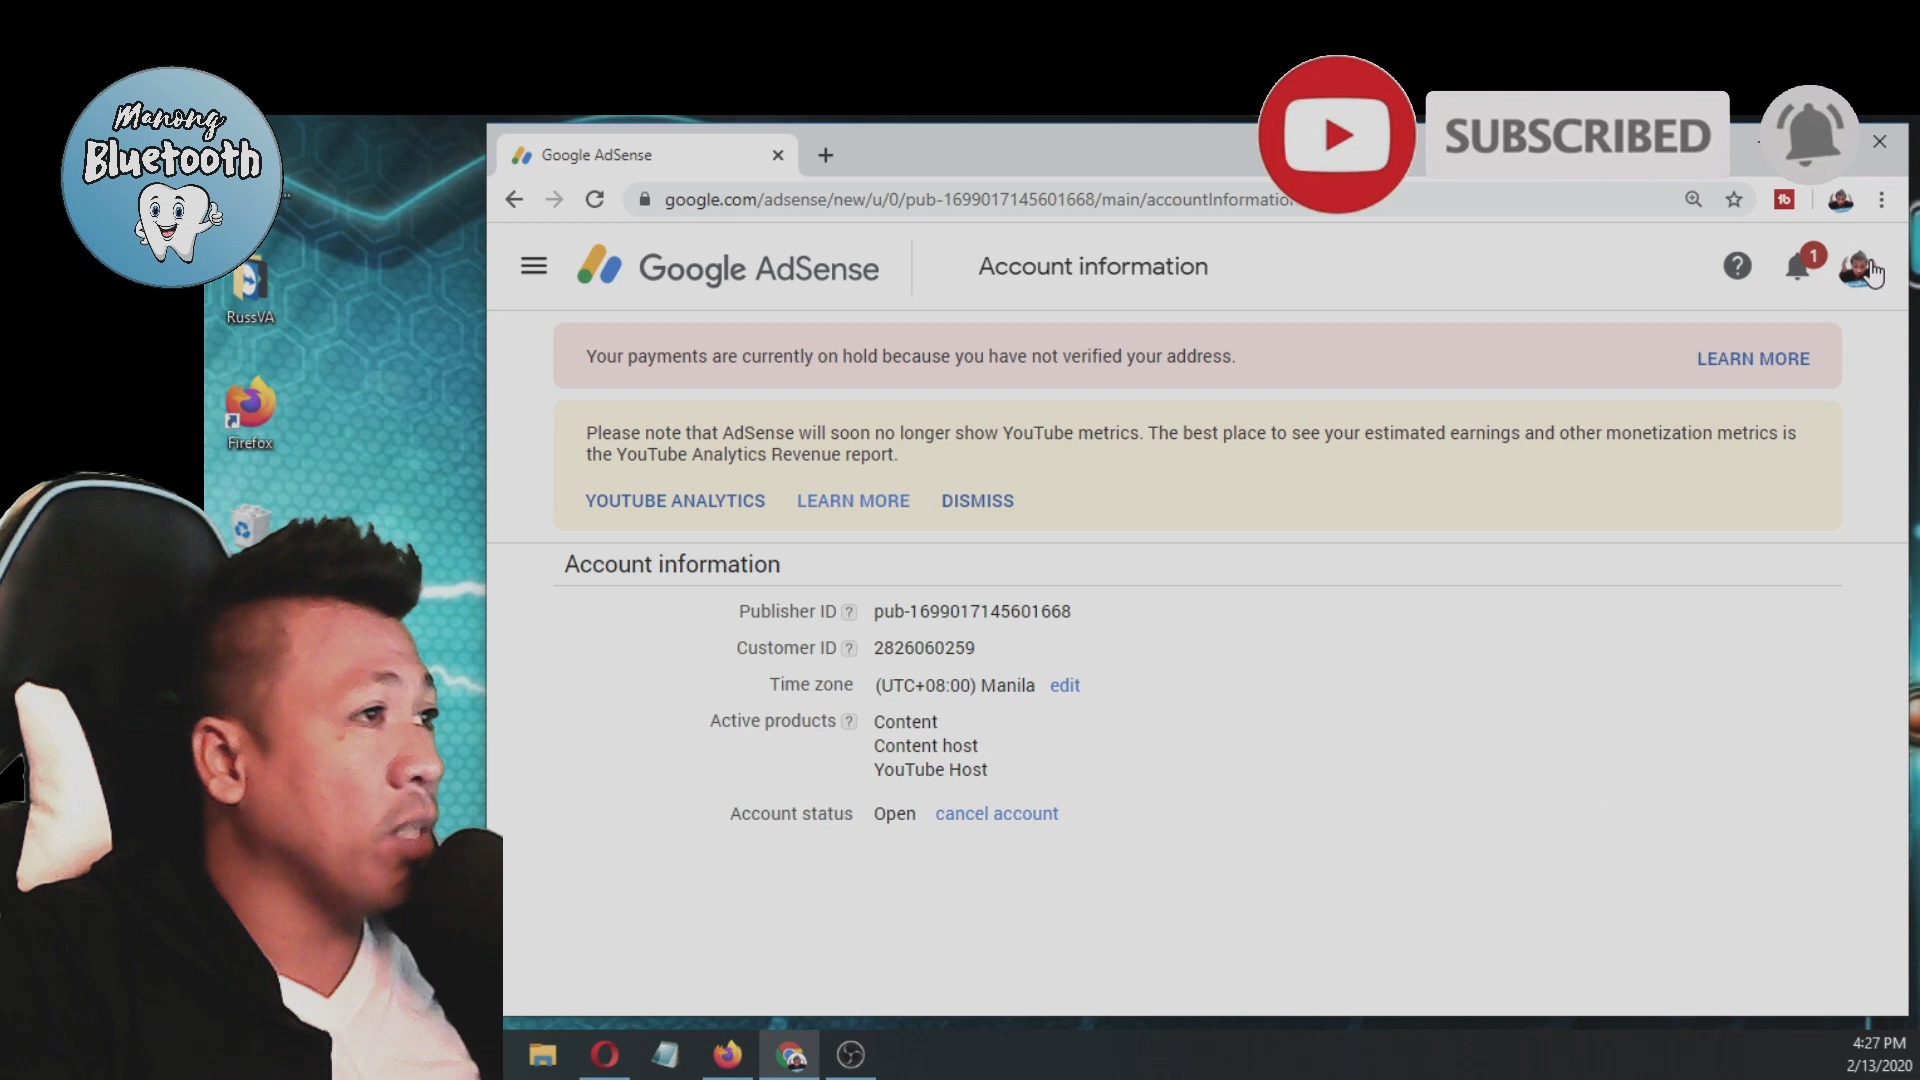 Manong
Bluetooth
SUBSCRIBED
Google AdSense
google.com/adsense/new/u/0/pub-1699017145601668/main/accountInformation
Google AdSense
Account information
1
Your payments are currently on hold because you have not verified your address.
LEARN MORE
Please note that AdSense will soon no longer show YouTube metrics. The best place to see your estimated earnings and other monetization metrics is
the YouTube Analytics Revenue report.
YOUTUBE ANALYTICS LEARN MORE DISMISS
Account information
Publisher ID ? pub-1699017145601668
Customer ID ? 2826060259
Time zone (UTC+08:00) Manila edit
Active products ? Content
Content host
YouTube Host
Account status Open cancel account
RussVA
Firefox
4:27 PM
2/13/2020